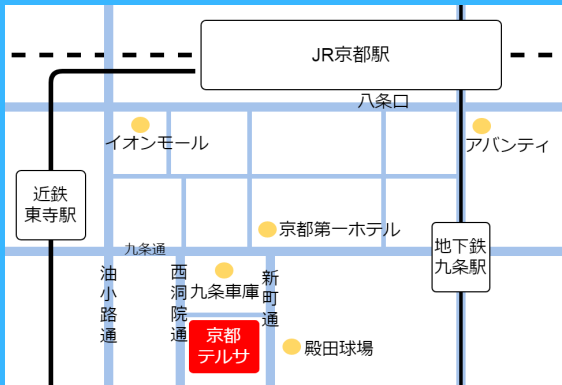 JR京都駅
八条口
イオンモール
アバンティ
近鉄
東寺駅
京都第一ホテル
地下鉄
九条駅
九条通
油小路通
西洞院通
九条車庫
新町通
京都
テルサ
殿田球場